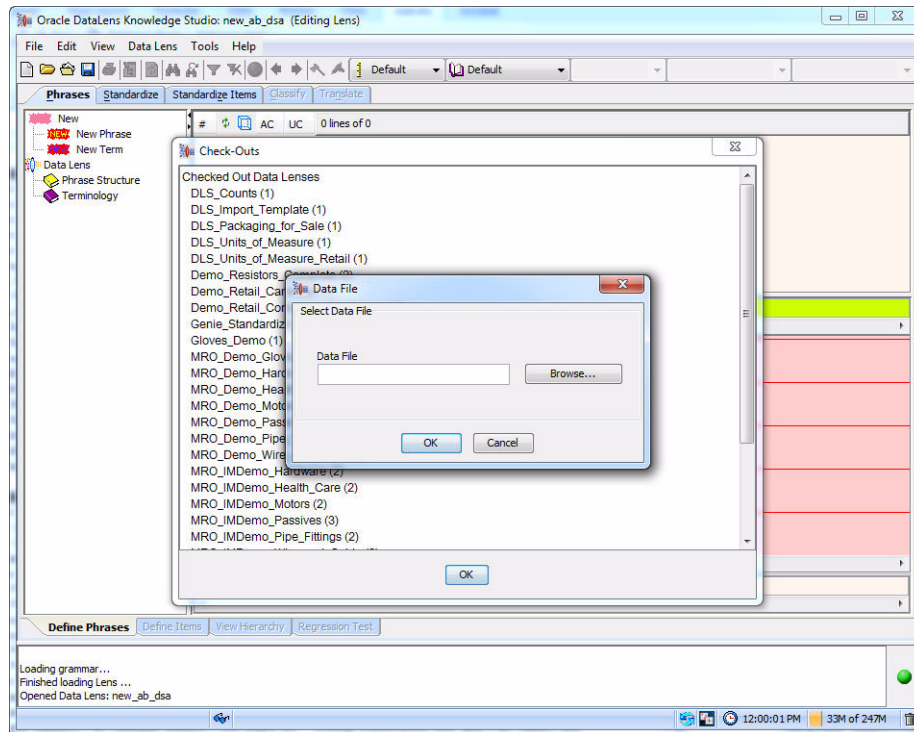 Oracle DataLens Knowledge Studio: new_ab_dsa (Editing Lens)
File Edit View Data Lens Tools Help
Default Default
Phrases Standardize Standardize Items Classify Translate
New
New Phrase
New Term
Data Lens
Phrase Structure
Terminology
# AC UC 0 lines of 0
Check-Outs
Checked Out Data Lenses
DLS_Counts (1)
DLS_Import_Template (1)
DLS_Packaging_for_Sale (1)
DLS_Units_of_Measure (1)
DLS_Units_of_Measure_Retail (1)
Demo_Resistors_Complete (2)
Demo_Retail_Car
Demo_Retail_Cor
Genie_Standardiz
Gloves_Demo (1)
MRO_Demo_Glov
MRO_Demo_Hard
MRO_Demo_Hea
MRO_Demo_Moto
MRO_Demo_Pass
MRO_Demo_Pipe
MRO_Demo_Wire
MRO_IMDemo_Hardware (2)
MRO_IMDemo_Health_Care (2)
MRO_IMDemo_Motors (2)
MRO_IMDemo_Passives (3)
MRO_IMDemo_Pipe_Fittings (2)
Data File
Select Data File
Data File
Browse...
OK Cancel
OK
Define Phrases Define Items View Hierarchy Regression Test
Loading grammar...
Finished loading Lens ...
Opened Data Lens: new_ab_dsa
12:00:01 PM 33M of 247M